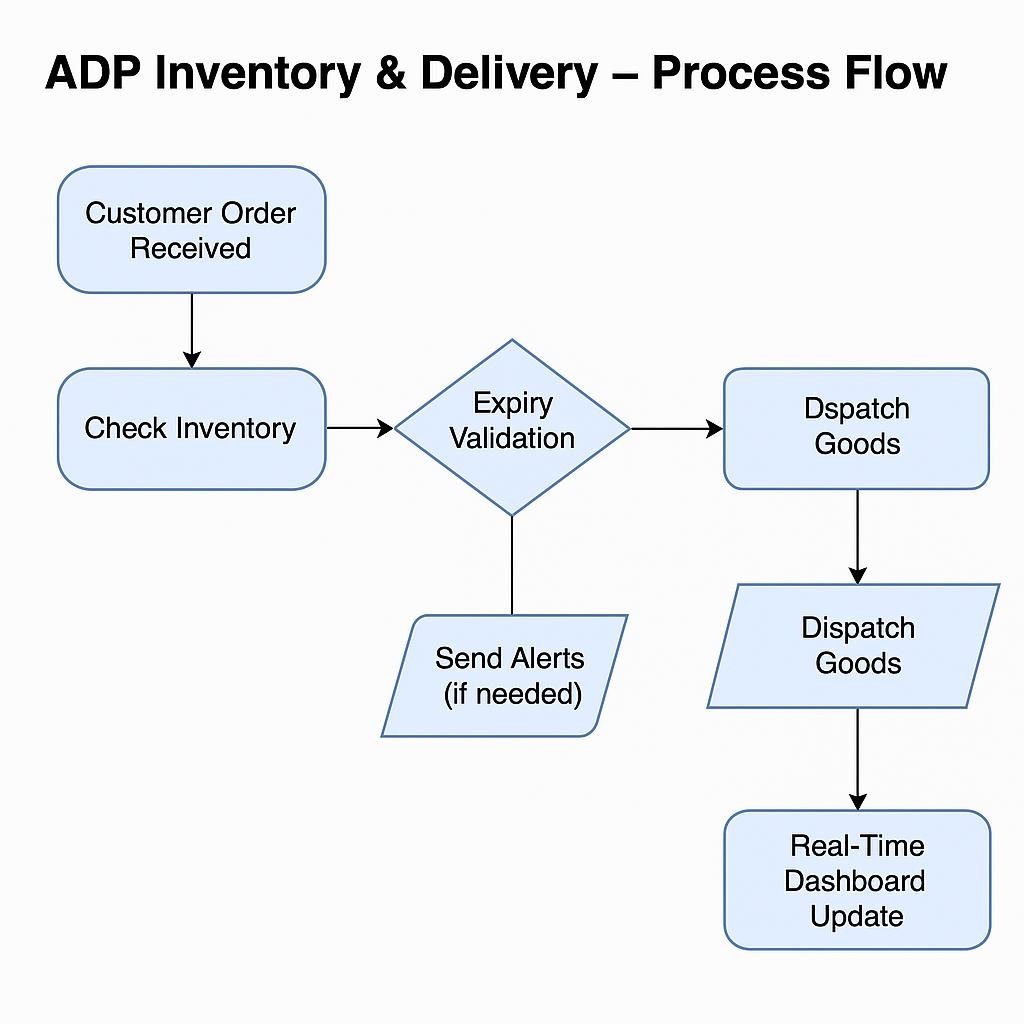 ADP Inventory & Delivery – Process Flow
Customer Order
Received
Check Inventory
Expiry
Validation
Dspatch
Goods
Send Alerts
(if needed)
Dispatch
Goods
Real-Time
Dashboard
Update